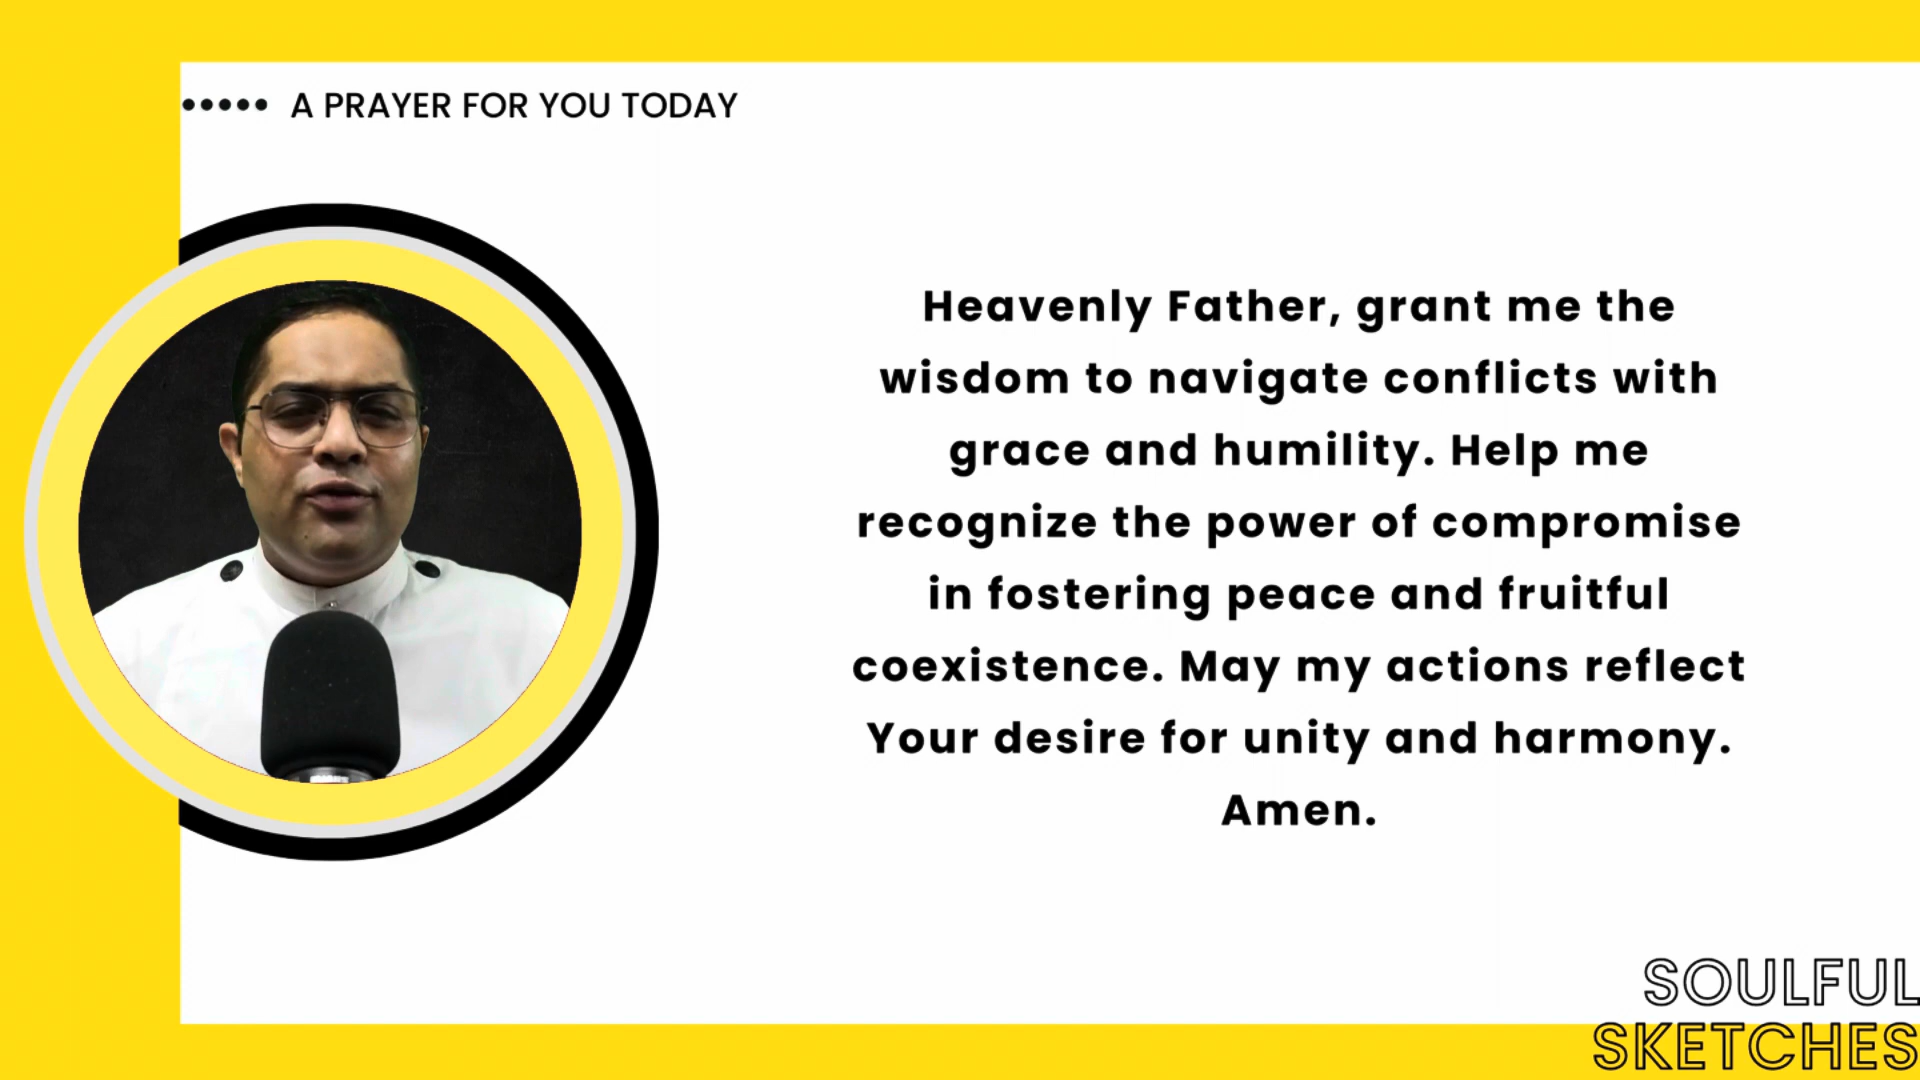 A PRAYER FOR YOU TODAY
Heavenly Father, grant me the
wisdom to navigate conflicts with
grace and humility. Help me
recognize the power of compromise
in fostering peace and fruitful
coexistence. May my actions reflect
Your desire for unity and harmony.
Amen.
SOULFUL
SKETCHES